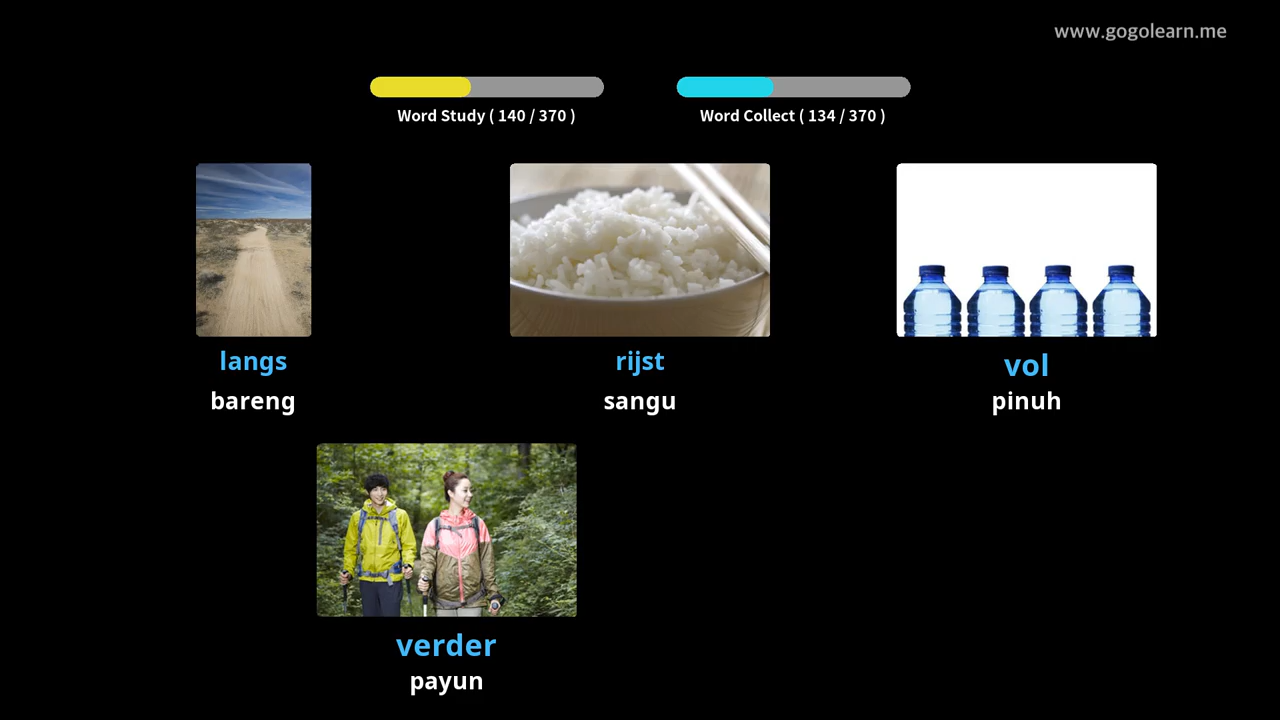 www.gogolearn.me
Word Study ( 140 / 370 )
Word Collect ( 134 / 370 )
langs
bareng
rijst
sangu
vol
pinuh
verder
payun